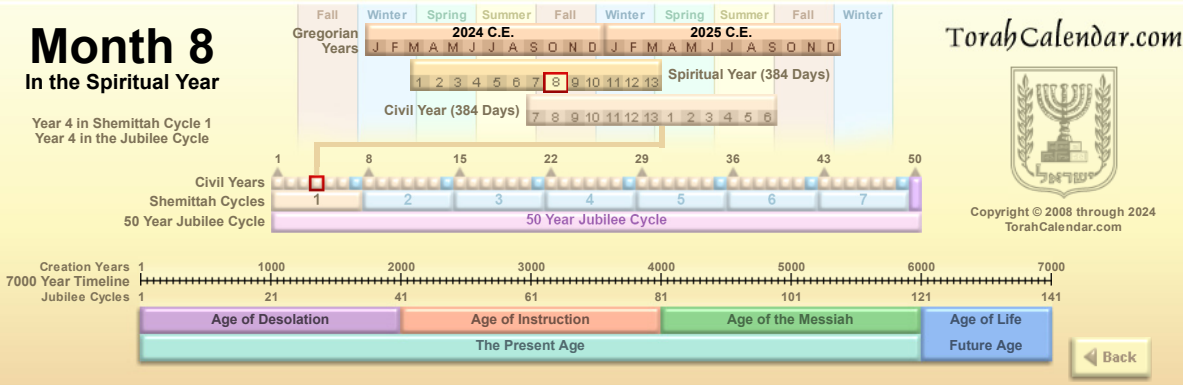 Month 8
In the Spiritual Year
Year 4 in Shemittah Cycle 1
Year 4 in the Jubilee Cycle
Fall Winter Spring Summer Fall Winter Spring Summer Fall Winter
Gregorian Years
2024 C.E. 2025 C.E.
J F M A M J J A S O N D J F M A M J J A S O N D
1 2 3 4 5 6 7 8 9 10 11 12 13 Spiritual Year (384 Days)
Civil Year (384 Days) 7 8 9 10 11 12 13 1 2 3 4 5 6
1 8 15 22 29 36 43 50
Civil Years
Shemittah Cycles 1 2 3 4 5 6 7
50 Year Jubilee Cycle 50 Year Jubilee Cycle
TorahCalendar.com
ישראל
Copyright © 2008 through 2024
TorahCalendar.com
Creation Years 1 1000 2000 3000 4000 5000 6000 7000
7000 Year Timeline
Jubilee Cycles 1 21 41 61 81 101 121 141
Age of Desolation Age of Instruction Age of the Messiah Age of Life
The Present Age Future Age
Back